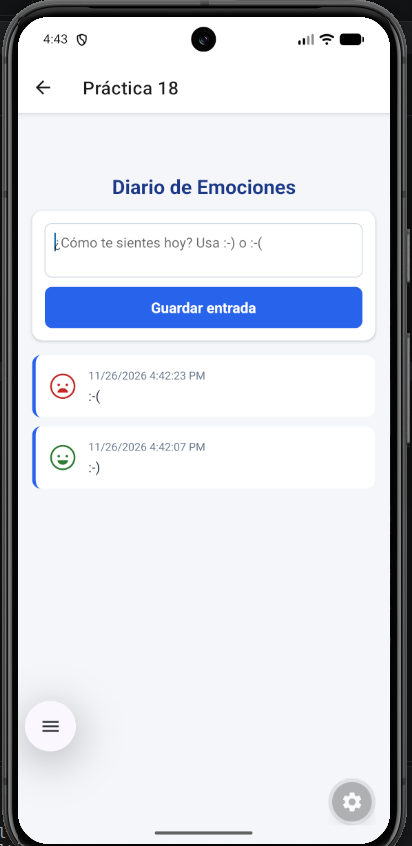 4:43
Práctica 18
Diario de Emociones
¿Cómo te sientes hoy? Usa :-) o :-(
Guardar entrada
11/26/2026 4:42:23 PM
:-(
11/26/2026 4:42:07 PM
:-)